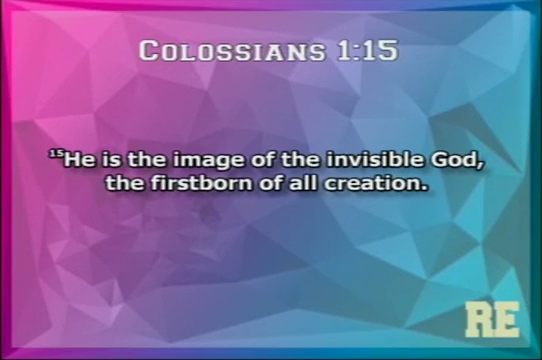 Colossians 1:15
15He is the image of the invisible God,
the firstborn of all creation.
RE